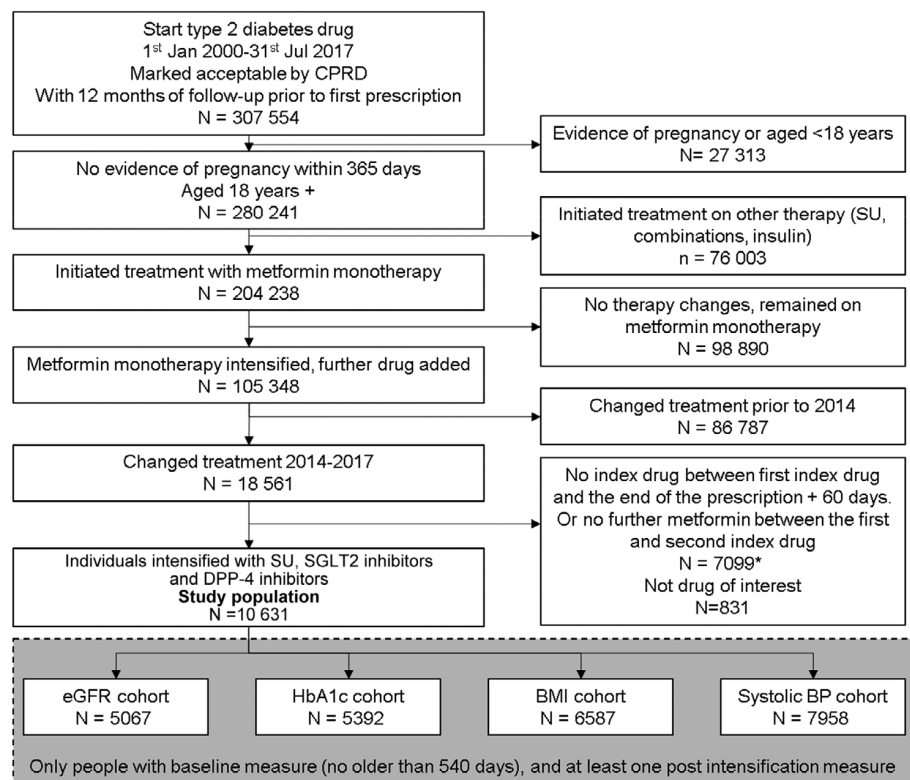 Start type 2 diabetes drug
1st Jan 2000-31st Jul 2017
Marked acceptable by CPRD
With 12 months of follow-up prior to first prescription
N = 307 554
Evidence of pregnancy or aged <18 years
N= 27 313
No evidence of pregnancy within 365 days
Aged 18 years +
N = 280 241
Initiated treatment on other therapy (SU,
combinations, insulin)
n = 76 003
Initiated treatment with metformin monotherapy
N = 204 238
No therapy changes, remained on
metformin monotherapy
N = 98 890
Metformin monotherapy intensified, further drug added
N = 105 348
Changed treatment prior to 2014
N = 86 787
Changed treatment 2014-2017
N = 18 561
No index drug between first index drug
and the end of the prescription + 60 days.
Or no further metformin between the first
and second index drug
N = 7099*
Not drug of interest
N=831
Individuals intensified with SU, SGLT2 inhibitors
and DPP-4 inhibitors
Study population
N =10 631
eGFR cohort
N = 5067
HbA1c cohort
N = 5392
BMI cohort
N = 6587
Systolic BP cohort
N = 7958
Only people with baseline measure (no older than 540 days), and at least one post intensification measure